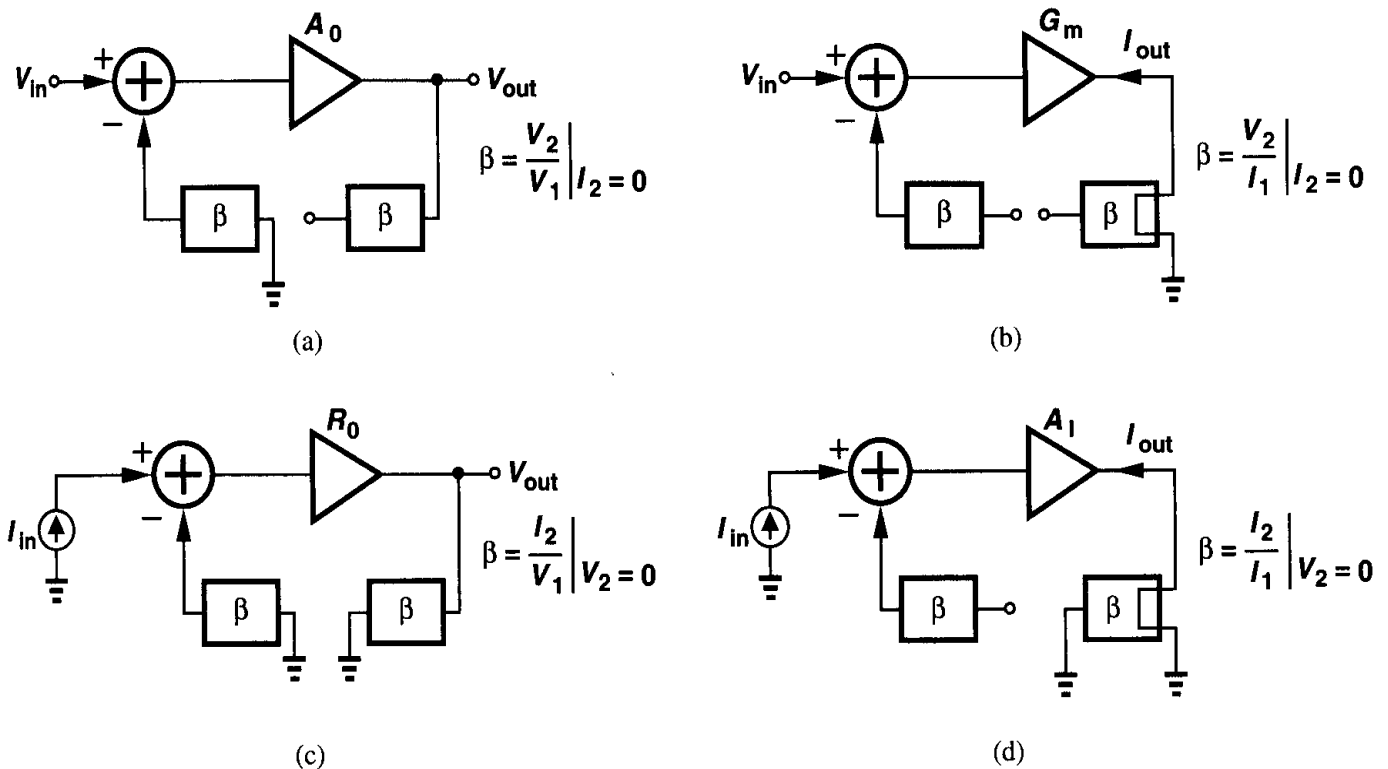 A0
Vin + − Vout
β = V2/V1 |I2 = 0
β β
(a)
Gm
Vin + − Iout
β = V2/I1 |I2 = 0
β β
(b)
R0
Iin + − Vout
β = I2/V1 |V2 = 0
β β
(c)
AI
Iin + − Iout
β = I2/I1 |V2 = 0
β β
(d)